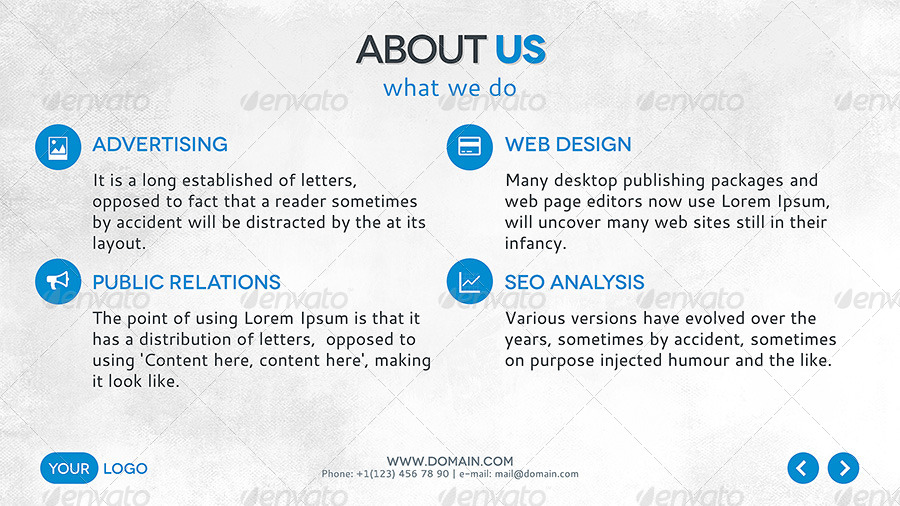 ABOUT US
what we do
ADVERTISING
It is a long established of letters,
opposed to fact that a reader sometimes
by accident will be distracted by the at its
layout.
WEB DESIGN
Many desktop publishing packages and
web page editors now use Lorem Ipsum,
will uncover many web sites still in their
infancy.
PUBLIC RELATIONS
The point of using Lorem Ipsum is that it
has a distribution of letters,  opposed to
using 'Content here, content here', making
it look like.
SEO ANALYSIS
Various versions have evolved over the
years, sometimes by accident, sometimes
on purpose injected humour and the like.
YOUR LOGO
WWW.DOMAIN.COM
Phone: +1(123) 456 78 90 | e-mail: mail@domain.com
envato